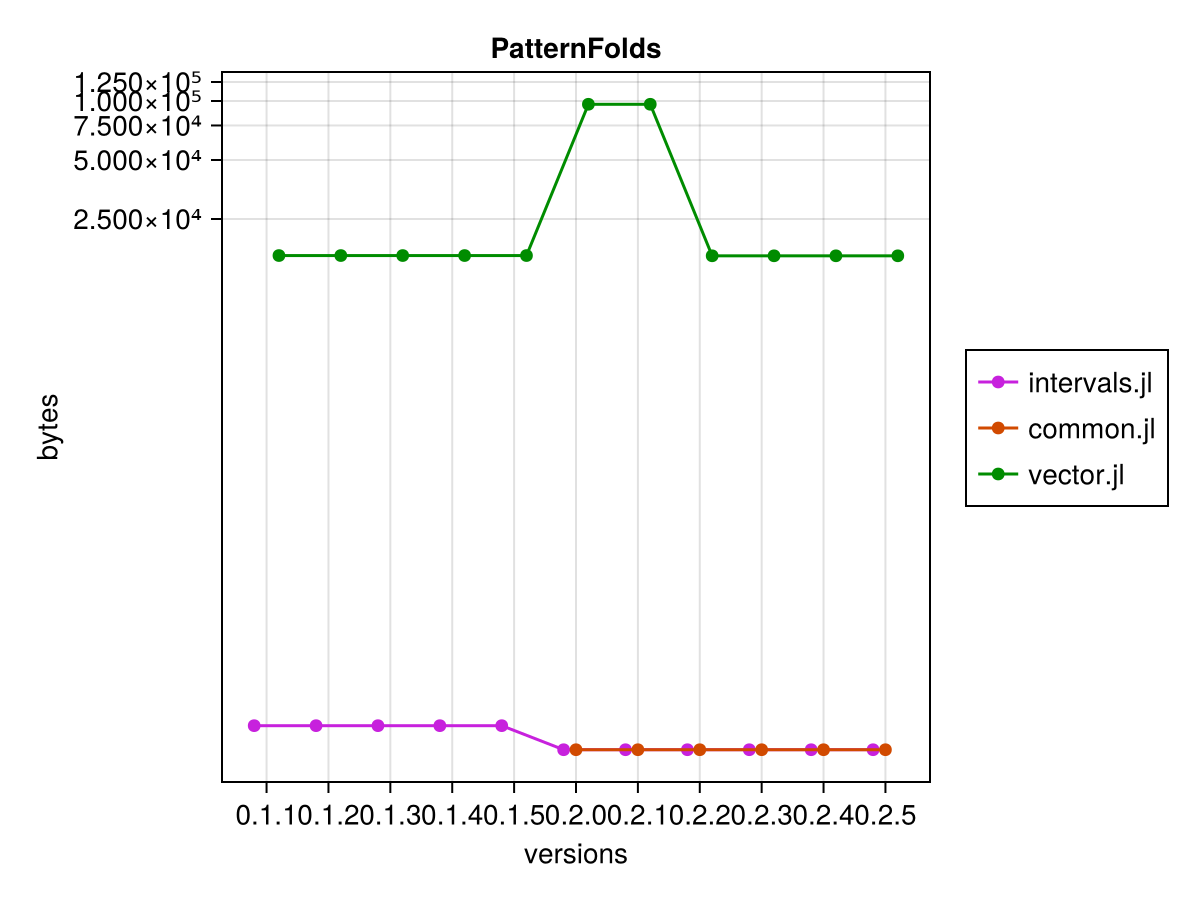 PatternFolds
1.250×10⁵
1.000×10⁵
7.500×10⁴
5.000×10⁴
2.500×10⁴
bytes
intervals.jl
common.jl
vector.jl
0.1.10.1.20.1.30.1.40.1.50.2.00.2.10.2.20.2.30.2.40.2.5
versions